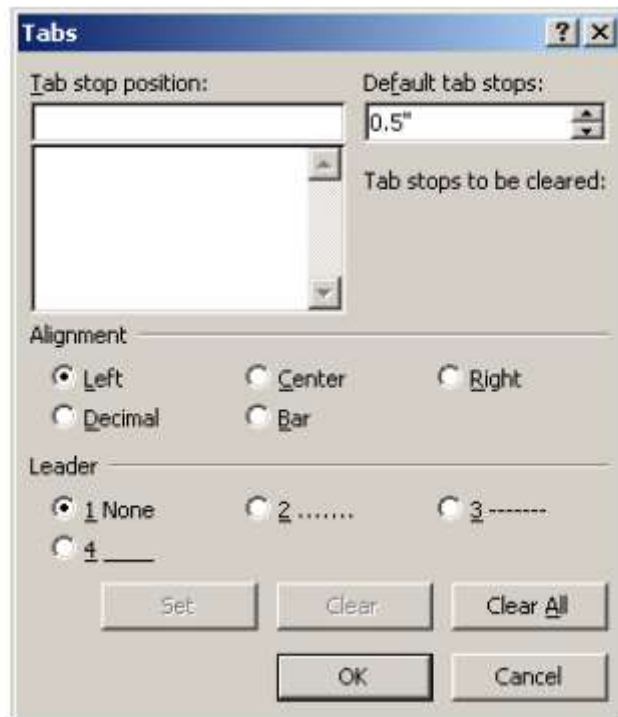 Tabs
Tab stop position:
Default tab stops:
0.5"
Tab stops to be cleared:
Alignment
Left
Center
Right
Decimal
Bar
Leader
1 None
2 .......
3 -------
4 ____
Set
Clear
Clear All
OK
Cancel